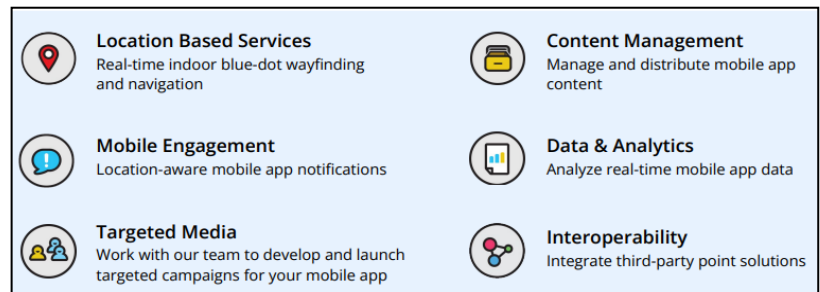 Location Based Services
Real-time indoor blue-dot wayfinding
and navigation
Mobile Engagement
Location-aware mobile app notifications
Targeted Media
Work with our team to develop and launch
targeted campaigns for your mobile app
Content Management
Manage and distribute mobile app
content
Data & Analytics
Analyze real-time mobile app data
Interoperability
Integrate third-party point solutions